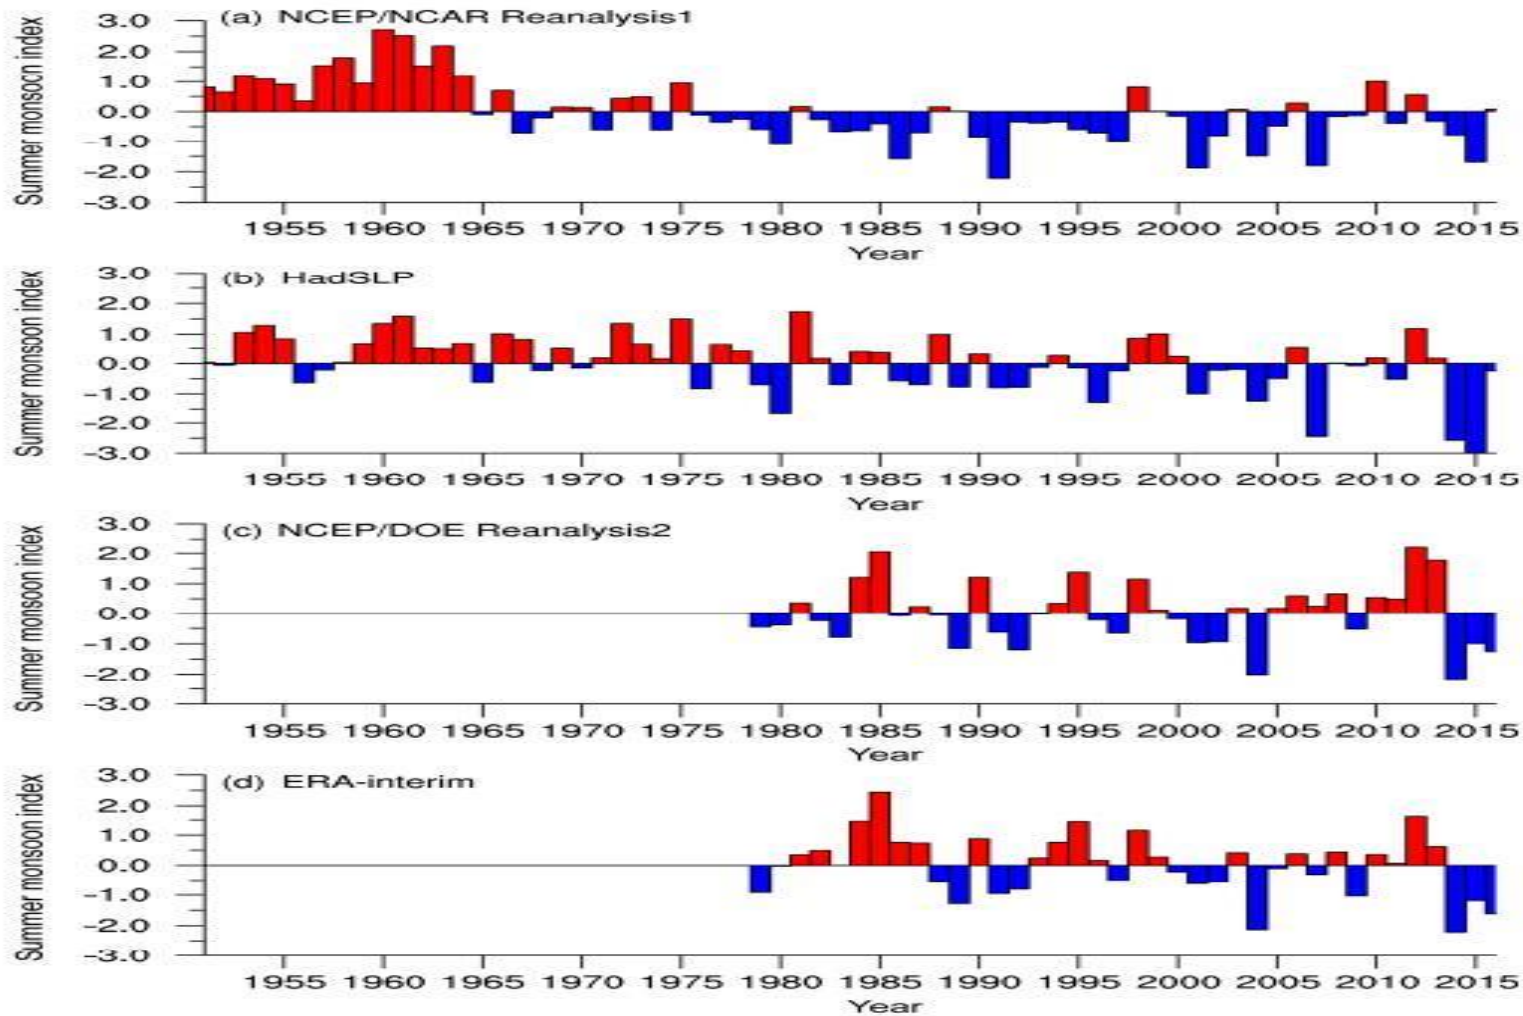 (a) NCEP/NCAR Reanalysis1
Summer monsoon index
3.0
2.0
1.0
0.0
-1.0
-2.0
-3.0
1955 1960 1965 1970 1975 1980 1985 1990 1995 2000 2005 2010 2015
Year
(b) HadSLP
Summer monsoon index
3.0
2.0
1.0
0.0
-1.0
-2.0
-3.0
1955 1960 1965 1970 1975 1980 1985 1990 1995 2000 2005 2010 2015
Year
(c) NCEP/DOE Reanalysis2
Summer monsoon index
3.0
2.0
1.0
0.0
-1.0
-2.0
-3.0
1955 1960 1965 1970 1975 1980 1985 1990 1995 2000 2005 2010 2015
Year
(d) ERA-interim
Summer monsoon index
3.0
2.0
1.0
0.0
-1.0
-2.0
-3.0
1955 1960 1965 1970 1975 1980 1985 1990 1995 2000 2005 2010 2015
Year